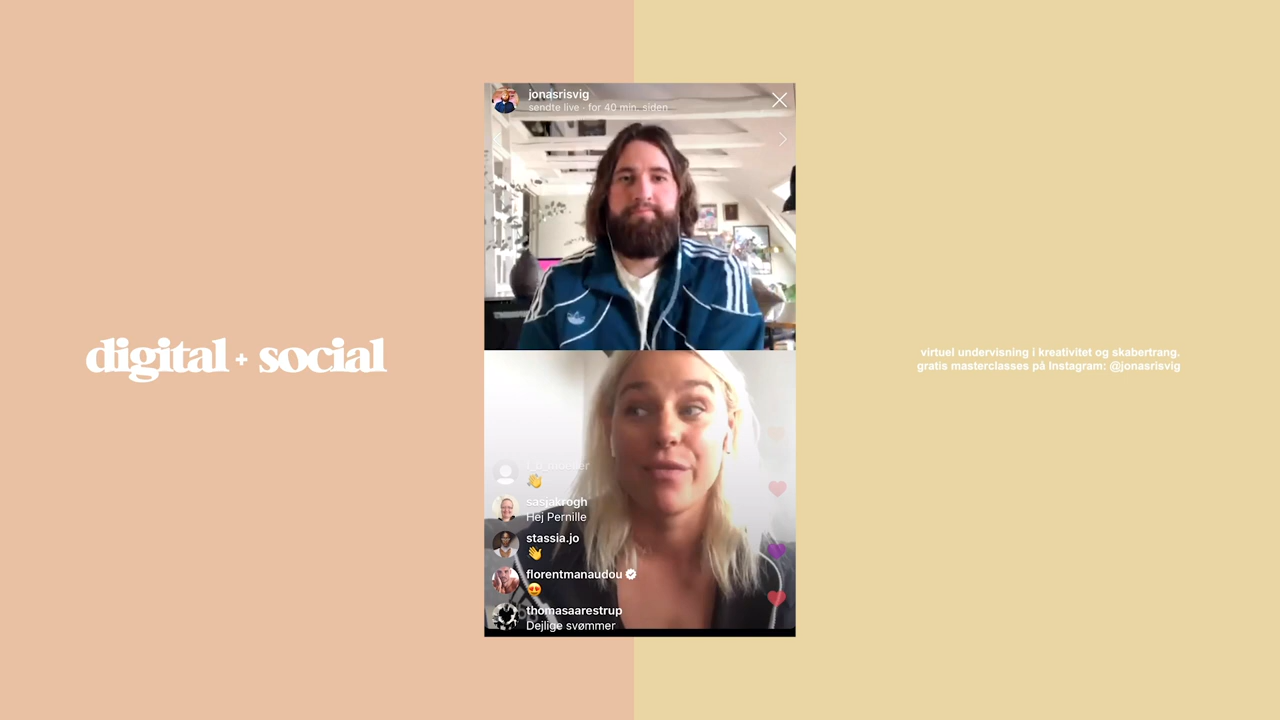 digital + social
jonasrisvig
sendte live · for 40 min. siden
👋
sasjakrogh
Hej Pernille
stassia.jo
👋
florentmanaudou
😍
thomsaarestrup
Dejlige svømmer
virtuel undervisning i kreativitet og skabertrang.
gratis masterclasses på Instagram: @jonasrisvig